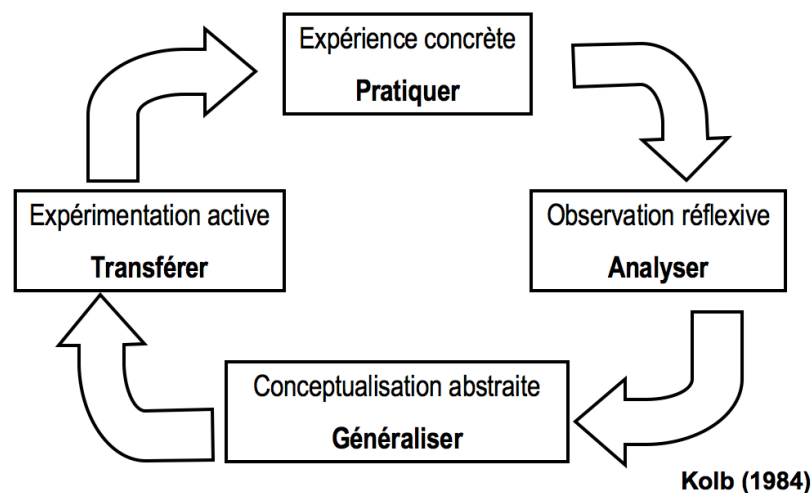 Expérience concrète
Pratiquer
Observation réflexive
Analyser
Conceptualisation abstraite
Généraliser
Expérimentation active
Transférer
Kolb (1984)